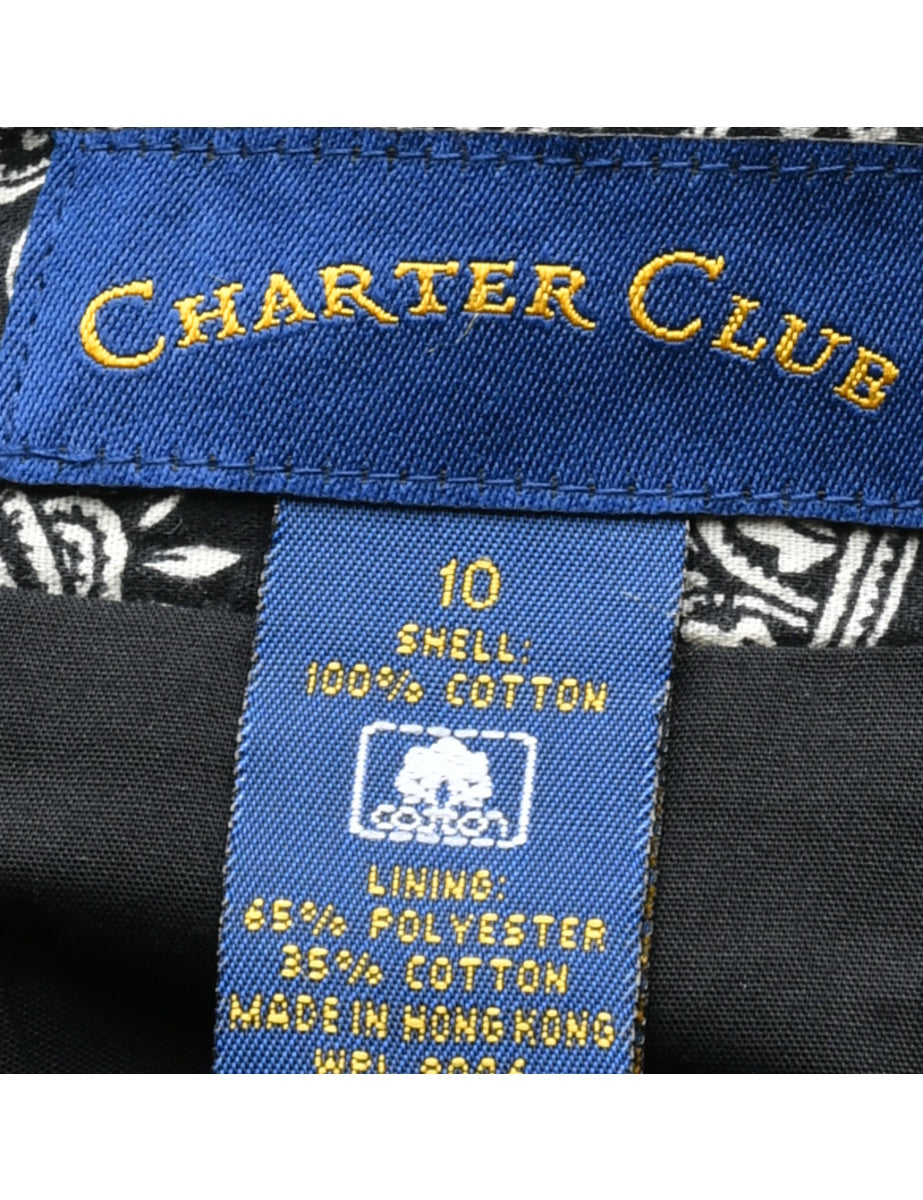 CHARTER CLUB
10
SHELL:
100% COTTON
cotton
LINING:
65% POLYESTER
35% COTTON
MADE IN HONG KONG